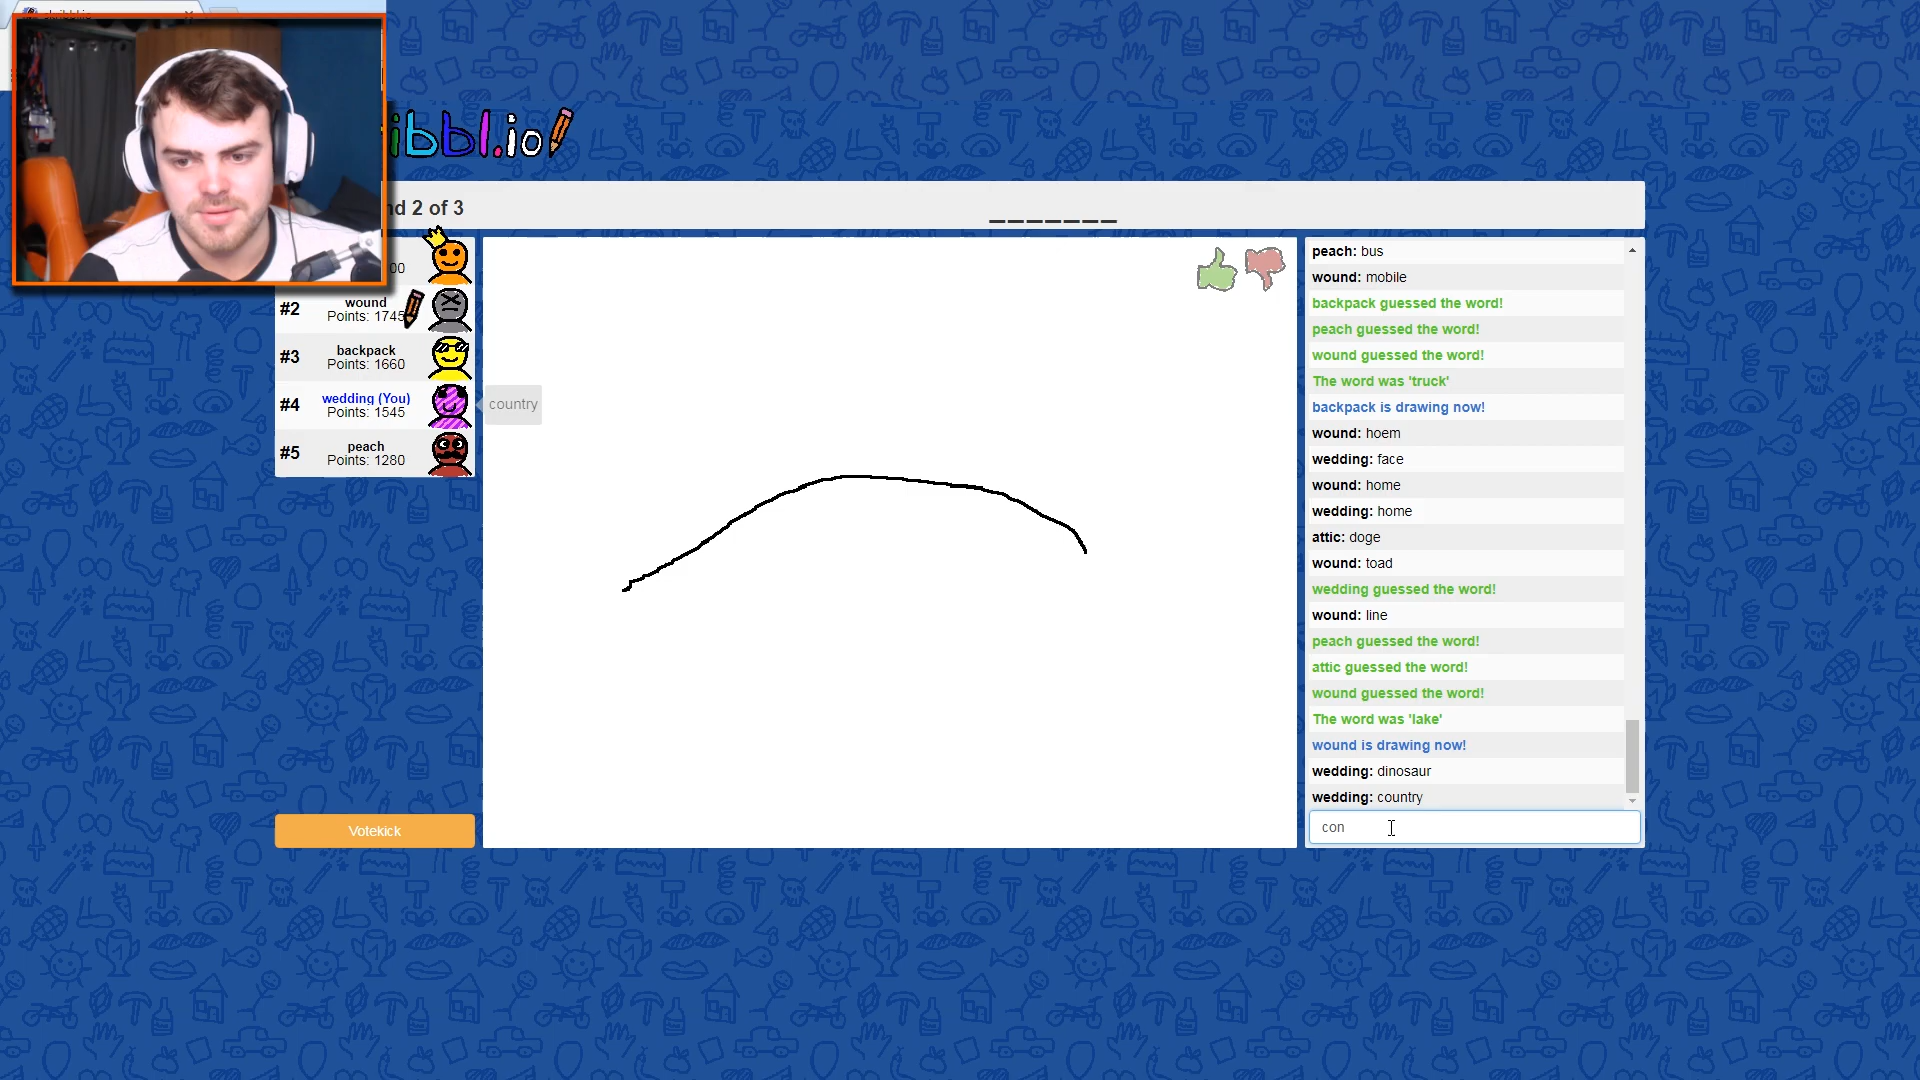 ibbl.io
nd 2 of 3
_ _ _ _ _ _ _
00
#2
wound
Points: 1745
#3
backpack
Points: 1660
#4
wedding (You)
Points: 1545
country
#5
peach
Points: 1280
Votekick
peach: bus
wound: mobile
backpack guessed the word!
peach guessed the word!
wound guessed the word!
The word was 'truck'
backpack is drawing now!
wound: hoem
wedding: face
wound: home
wedding: home
attic: doge
wound: toad
wedding guessed the word!
wound: line
peach guessed the word!
attic guessed the word!
wound guessed the word!
The word was 'lake'
wound is drawing now!
wedding: dinosaur
wedding: country
con